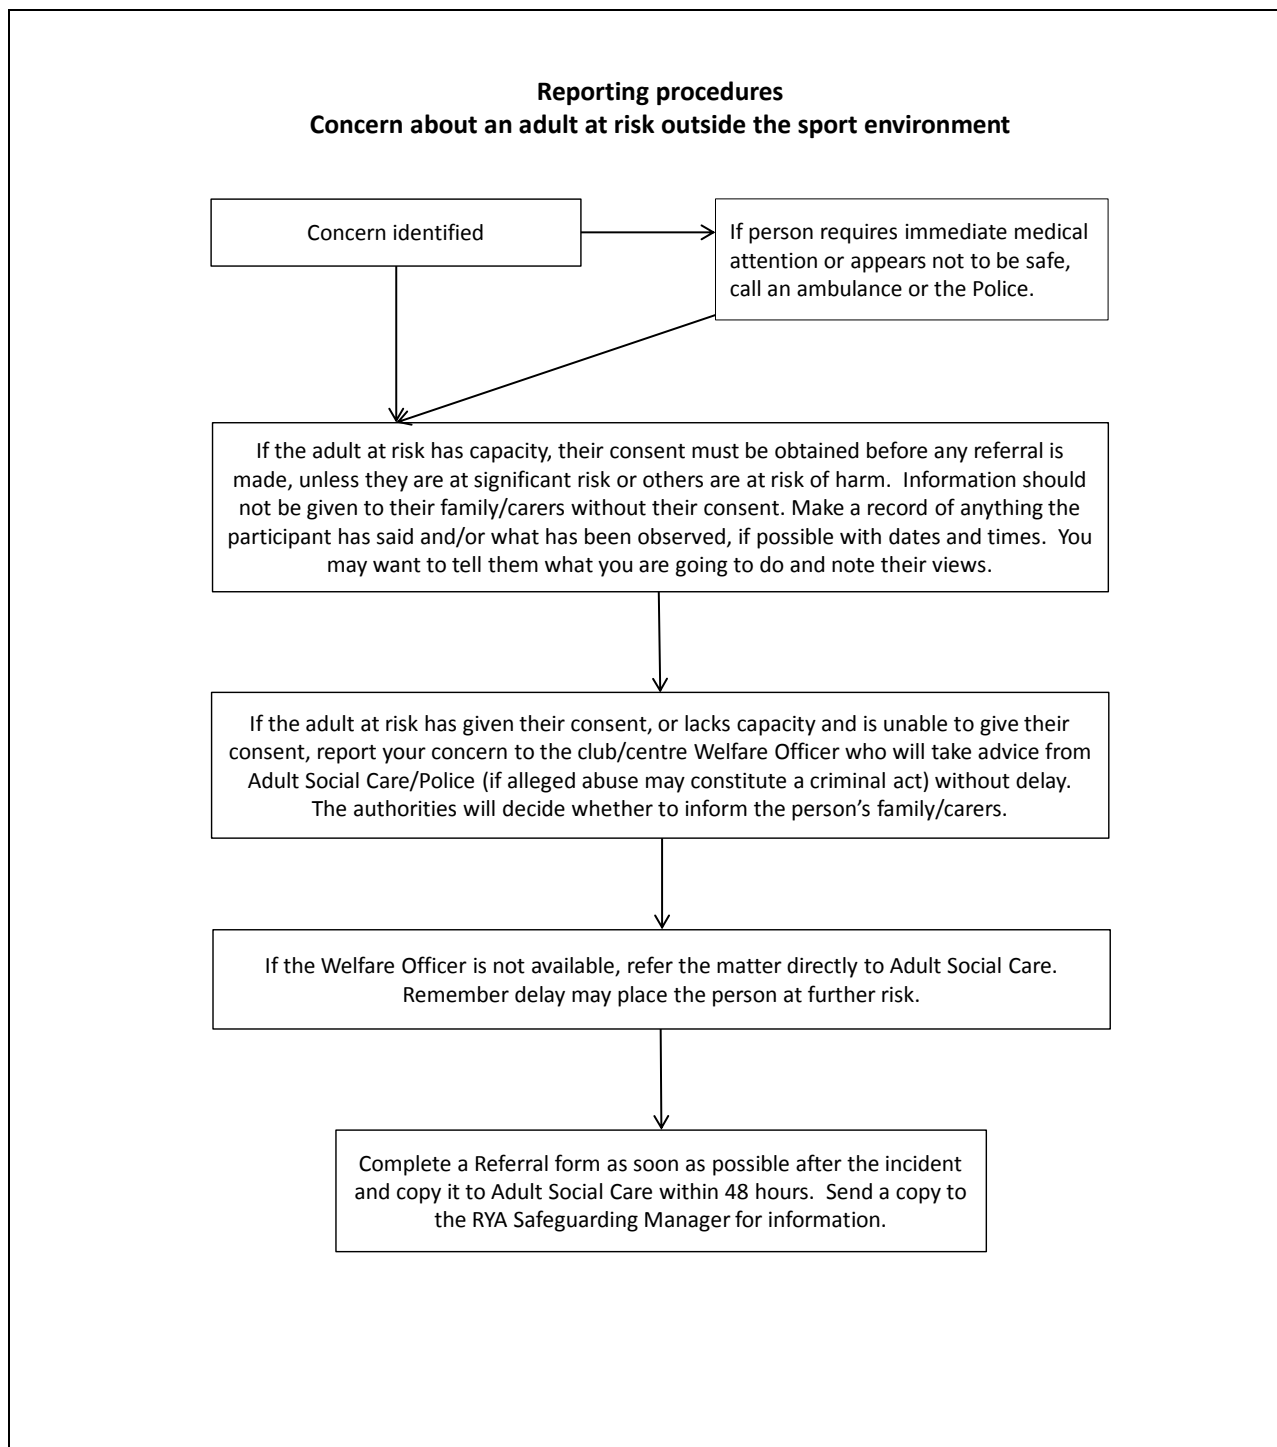 Reporting procedures
Concern about an adult at risk outside the sport environment
Concern identified
If person requires immediate medical
attention or appears not to be safe,
call an ambulance or the Police.
If the adult at risk has capacity, their consent must be obtained before any referral is
made, unless they are at significant risk or others are at risk of harm.  Information should
not be given to their family/carers without their consent. Make a record of anything the
participant has said and/or what has been observed, if possible with dates and times.  You
may want to tell them what you are going to do and note their views.
If the adult at risk has given their consent, or lacks capacity and is unable to give their
consent, report your concern to the club/centre Welfare Officer who will take advice from
Adult Social Care/Police (if alleged abuse may constitute a criminal act) without delay.
The authorities will decide whether to inform the person’s family/carers.
If the Welfare Officer is not available, refer the matter directly to Adult Social Care.
Remember delay may place the person at further risk.
Complete a Referral form as soon as possible after the incident
and copy it to Adult Social Care within 48 hours.  Send a copy to
the RYA Safeguarding Manager for information.